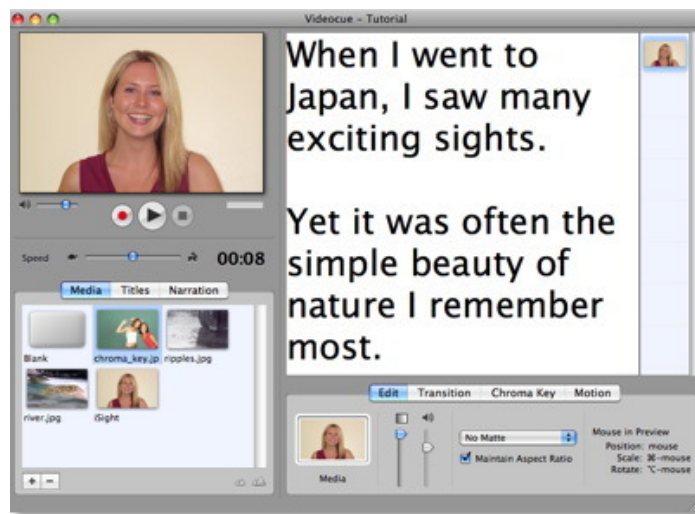 Videocue - Tutorial
When I went to
Japan, I saw many
exciting sights.
Yet it was often the
simple beauty of
nature I remember
most.
Speed
00:08
Media Titles Narration
Blank
chroma_key.jp
ripples.jpg
river.jpg
iSight
Edit Transition Chroma Key Motion
Media
No Matte
Maintain Aspect Ratio
Mouse in Preview
Position: mouse
Scale: ⌘-mouse
Rotate: ⌥-mouse